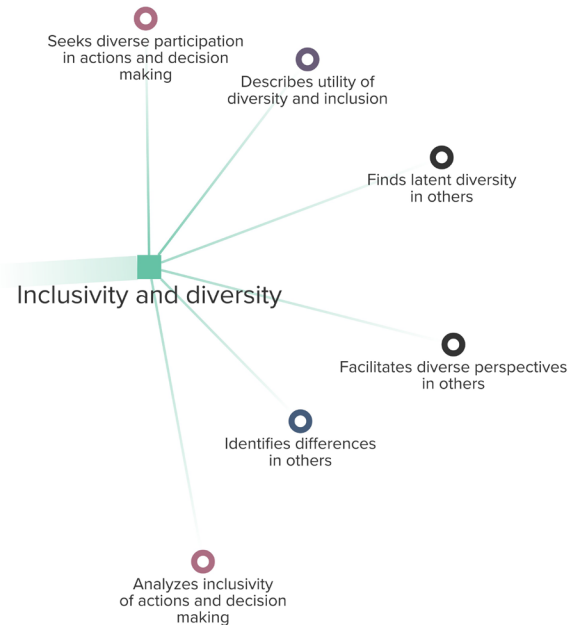 Seeks diverse participation
in actions and decision
making
Describes utility of
diversity and inclusion
Finds latent diversity
in others
Inclusivity and diversity
Facilitates diverse perspectives
in others
Identifies differences
in others
Analyzes inclusivity
of actions and decision
making